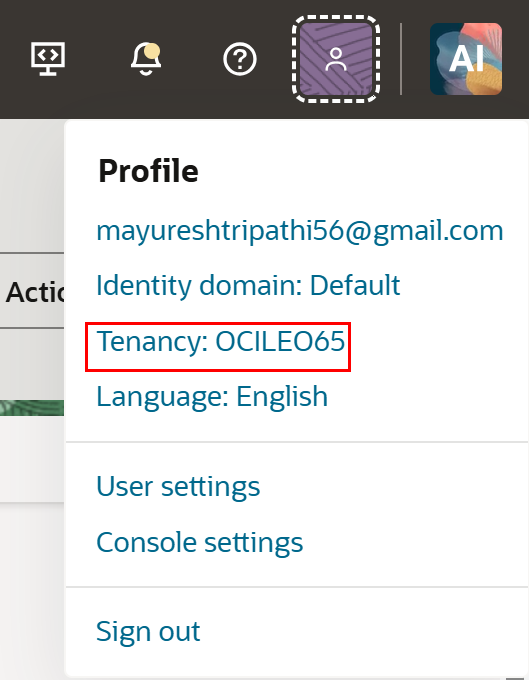 AI
Profile
mayureshtripathi56@gmail.com
Identity domain: Default
Actio
Tenancy: OCILEO65
Language: English
User settings
Console settings
Sign out